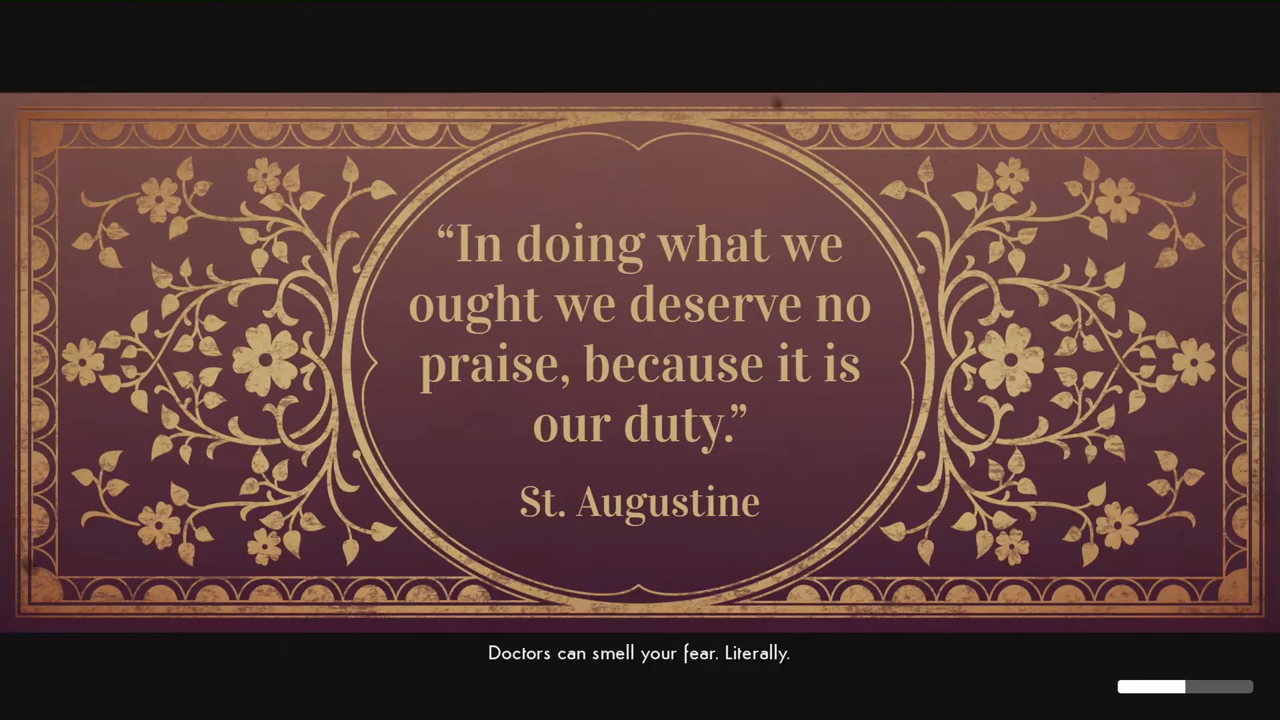 “In doing what we
ought we deserve no
praise, because it is
our duty.”
St. Augustine
Doctors can smell your fear. Literally.